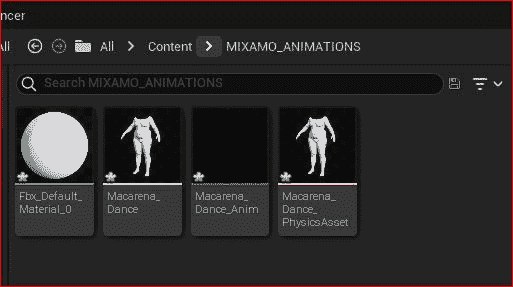 ncer
All
All > Content > MIXAMO_ANIMATIONS
Search MIXAMO_ANIMATIONS
Fbx_Default_
Material_0
Macarena_
Dance
Macarena_
Dance_Anim
Macarena_
Dance_
PhysicsAsset